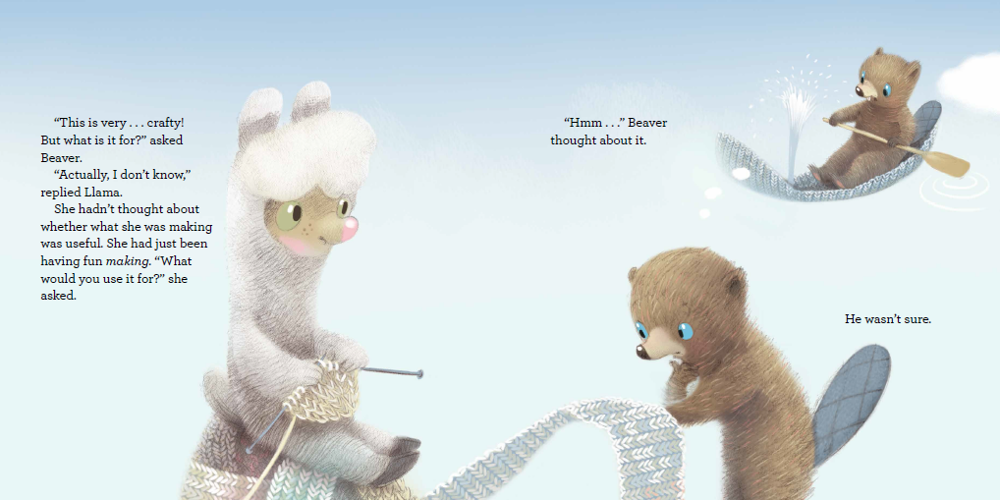 “This is very . . . crafty!
But what is it for?” asked
Beaver.
“Actually, I don’t know,”
replied Llama.
She hadn’t thought about
whether what she was making
was useful. She had just been
having fun making. “What
would you use it for?” she
asked.
“Hmm . . .” Beaver
thought about it.
He wasn’t sure.